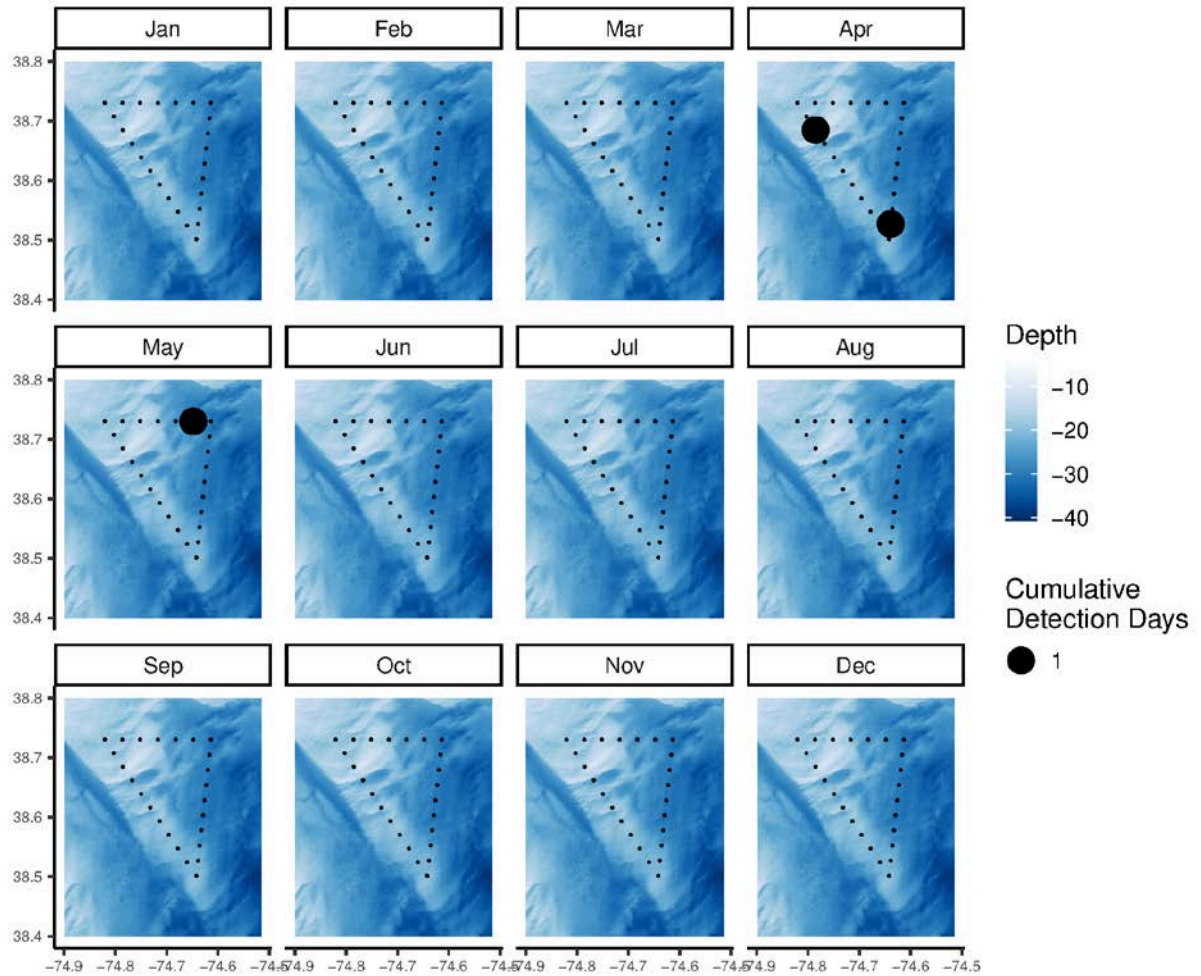 Jan Feb Mar Apr
38.8
38.7
38.6
38.5
38.4
May Jun Jul Aug
38.8
38.7
38.6
38.5
38.4
Depth
−10
−20
−30
−40
Cumulative
Detection Days
1
Sep Oct Nov Dec
38.8
38.7
38.6
38.5
38.4
−74.9 −74.8 −74.7 −74.6 −74.5 −74.9 −74.8 −74.7 −74.6 −74.5 −74.9 −74.8 −74.7 −74.6 −74.5 −74.9 −74.8 −74.7 −74.6 −74.5